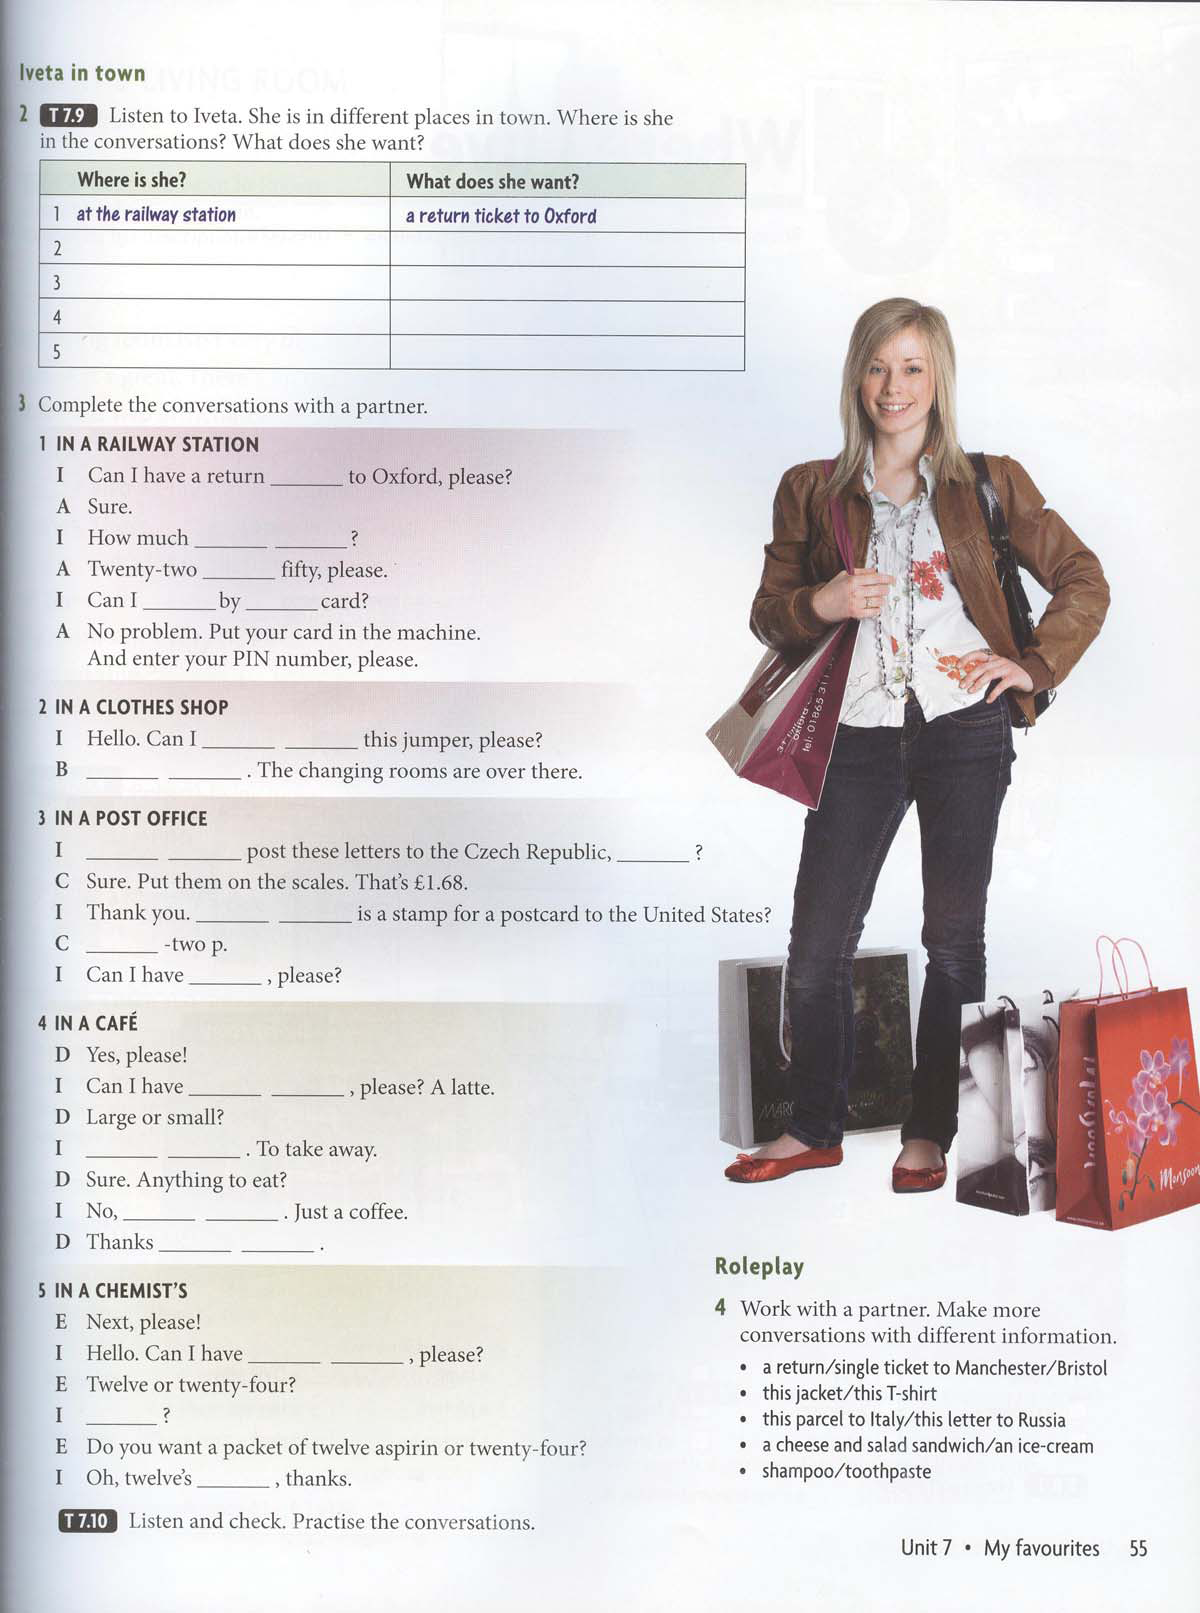 Iveta in town
2 T 7.9 Listen to Iveta. She is in different places in town. Where is she
in the conversations? What does she want?
Where is she? What does she want?
1 at the railway station a return ticket to Oxford
2
3
4
5
3 Complete the conversations with a partner.
1 IN A RAILWAY STATION
I Can I have a return ______ to Oxford, please?
A Sure.
I How much ______ ______?
A Twenty-two ______ fifty, please.
I Can I ______ by ______ card?
A No problem. Put your card in the machine.
And enter your PIN number, please.
2 IN A CLOTHES SHOP
I Hello. Can I ______ ______ this jumper, please?
B ______ ______. The changing rooms are over there.
3 IN A POST OFFICE
I ______ ______ post these letters to the Czech Republic, ______?
C Sure. Put them on the scales. That's £1.68.
I Thank you. ______ ______ is a stamp for a postcard to the United States?
C ______-two p.
I Can I have ______, please?
4 IN A CAFÉ
D Yes, please!
I Can I have ______ ______, please? A latte.
D Large or small?
I ______ ______. To take away.
D Sure. Anything to eat?
I No, ______ ______. Just a coffee.
D Thanks ______ ______.
5 IN A CHEMIST'S
E Next, please!
I Hello. Can I have ______ ______, please?
E Twelve or twenty-four?
I ______?
E Do you want a packet of twelve aspirin or twenty-four?
I Oh, twelve's ______, thanks.
T 7.10 Listen and check. Practise the conversations.
oxford
tel: 01865 311
MARC
Monsoon
Monsoon
Roleplay
4 Work with a partner. Make more
conversations with different information.
• a return/single ticket to Manchester/Bristol
• this jacket/this T-shirt
• this parcel to Italy/this letter to Russia
• a cheese and salad sandwich/an ice-cream
• shampoo/toothpaste
Unit 7 • My favourites 55